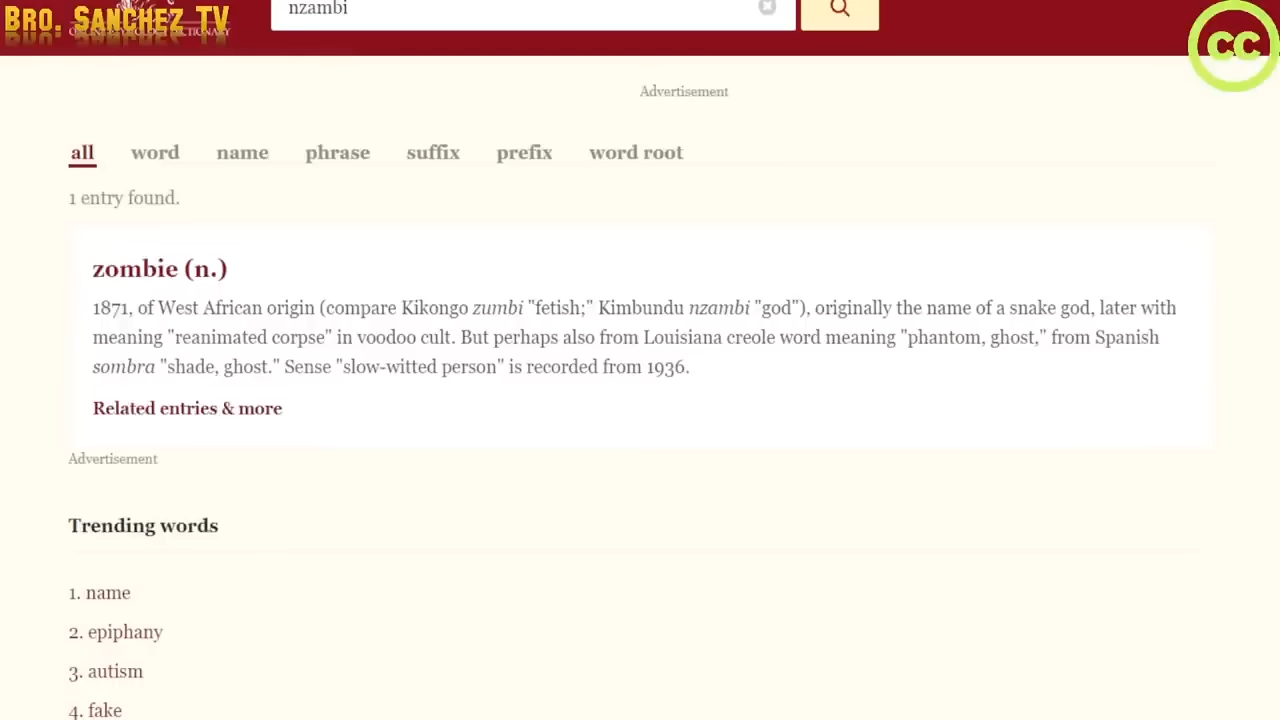 Bro. Sanchez TV
nzambi
CC
Advertisement
all word name phrase suffix prefix word root
1 entry found.
zombie (n.)
1871, of West African origin (compare Kikongo zumbi "fetish;" Kimbundu nzambi "god"), originally the name of a snake god, later with
meaning "reanimated corpse" in voodoo cult. But perhaps also from Louisiana creole word meaning "phantom, ghost," from Spanish
sombra "shade, ghost." Sense "slow-witted person" is recorded from 1936.
Related entries & more
Advertisement
Trending words
1. name
2. epiphany
3. autism
4. fake